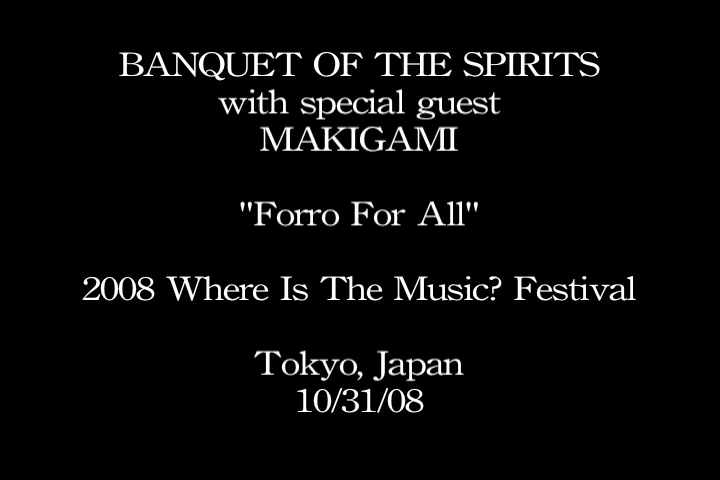 BANQUET OF THE SPIRITS
with special guest
MAKIGAMI
"Forro For All"
2008 Where Is The Music? Festival
Tokyo, Japan
10/31/08